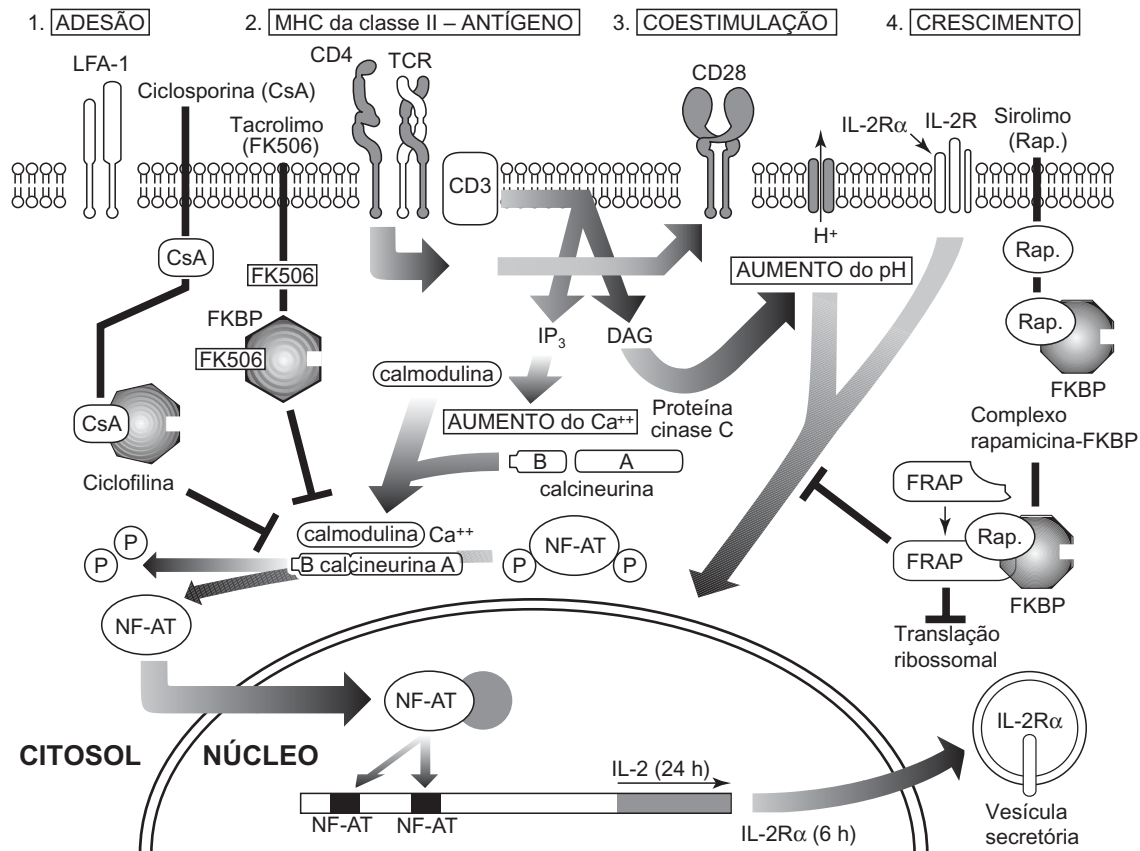 1. ADESÃO
2. MHC da classe II – ANTÍGENO
3. COESTIMULAÇÃO
4. CRESCIMENTO
LFA-1
Ciclosporina (CsA)
Tacrolimo
(FK506)
CD4
TCR
CD3
CD28
IL-2Rα
IL-2R
Sirolimo
(Rap.)
H+
AUMENTO do pH
CsA
FK506
FKBP
FK506
CsA
Ciclofilina
IP3
DAG
calmodulina
AUMENTO do Ca++
Proteína
cinase C
B
A
calcineurina
Rap.
Rap.
FKBP
Complexo
rapamicina-FKBP
FRAP
Rap.
FRAP
FKBP
Translação
ribossomal
calmodulina Ca++
B calcineurina A
P
NF-AT
P
P
P
NF-AT
NF-AT
CITOSOL
NÚCLEO
NF-AT
NF-AT
IL-2 (24 h)
IL-2Rα (6 h)
IL-2Rα
Vesícula
secretória